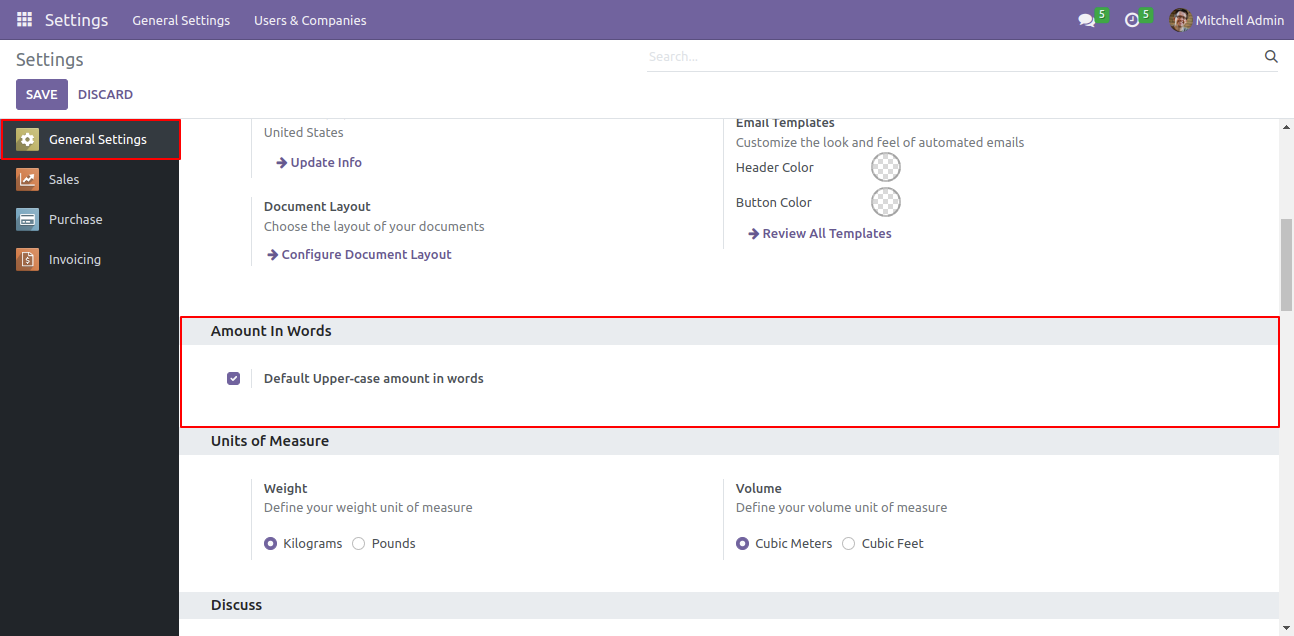 Settings General Settings Users & Companies 5 5 Mitchell Admin
Settings
Search...
SAVE DISCARD
General Settings
Sales
Purchase
Invoicing
United States
Update Info
Document Layout
Choose the layout of your documents
Configure Document Layout
Email Templates
Customize the look and feel of automated emails
Header Color
Button Color
Review All Templates
Amount In Words
Default Upper-case amount in words
Units of Measure
Weight
Define your weight unit of measure
Kilograms Pounds
Volume
Define your volume unit of measure
Cubic Meters Cubic Feet
Discuss